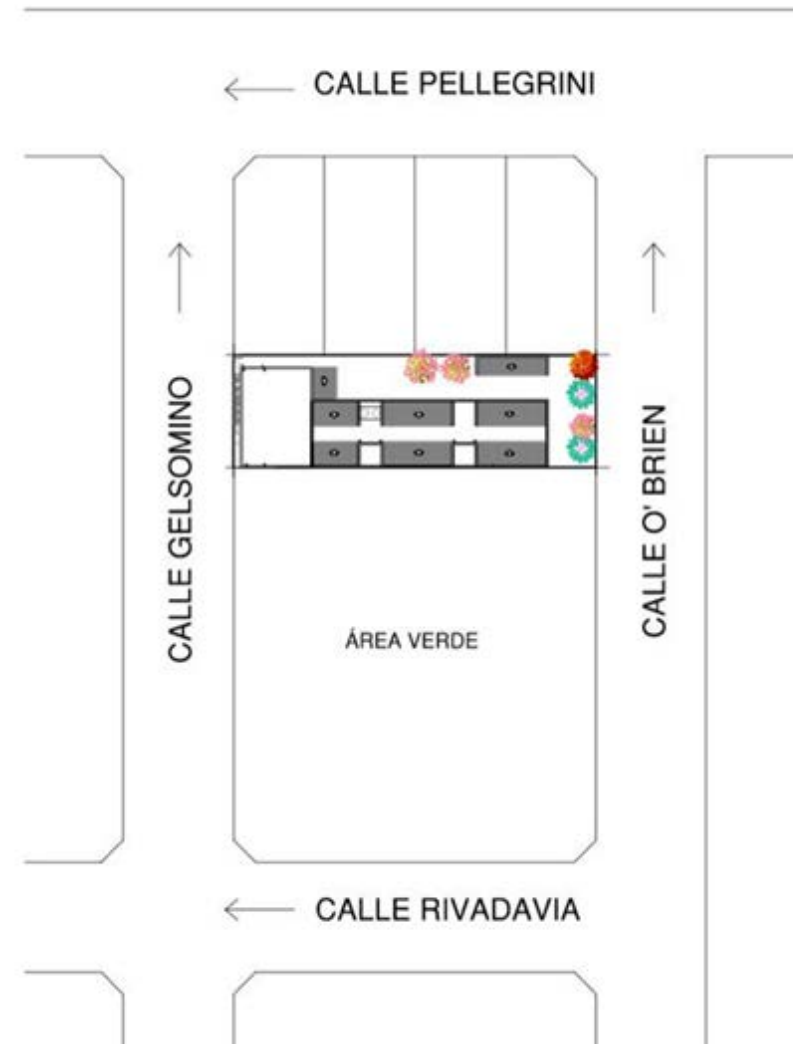 CALLE PELLEGRINI
CALLE GELSOMINO
CALLE O' BRIEN
ÁREA VERDE
CALLE RIVADAVIA